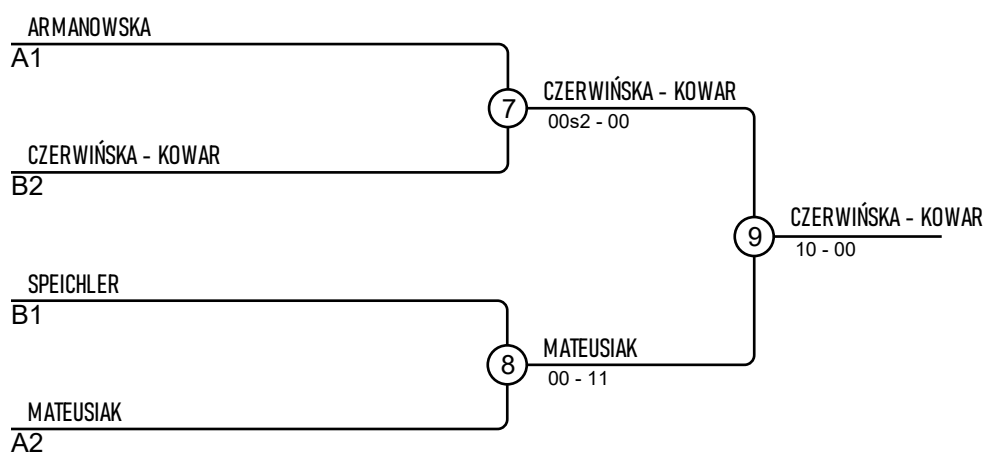 ARMANOWSKA
A1
CZERWIŃSKA - KOWAR
7
00s2 - 00
CZERWIŃSKA - KOWAR
B2
CZERWIŃSKA - KOWAR
9
10 - 00
SPEICHLER
B1
MATEUSIAK
8
00 - 11
MATEUSIAK
A2